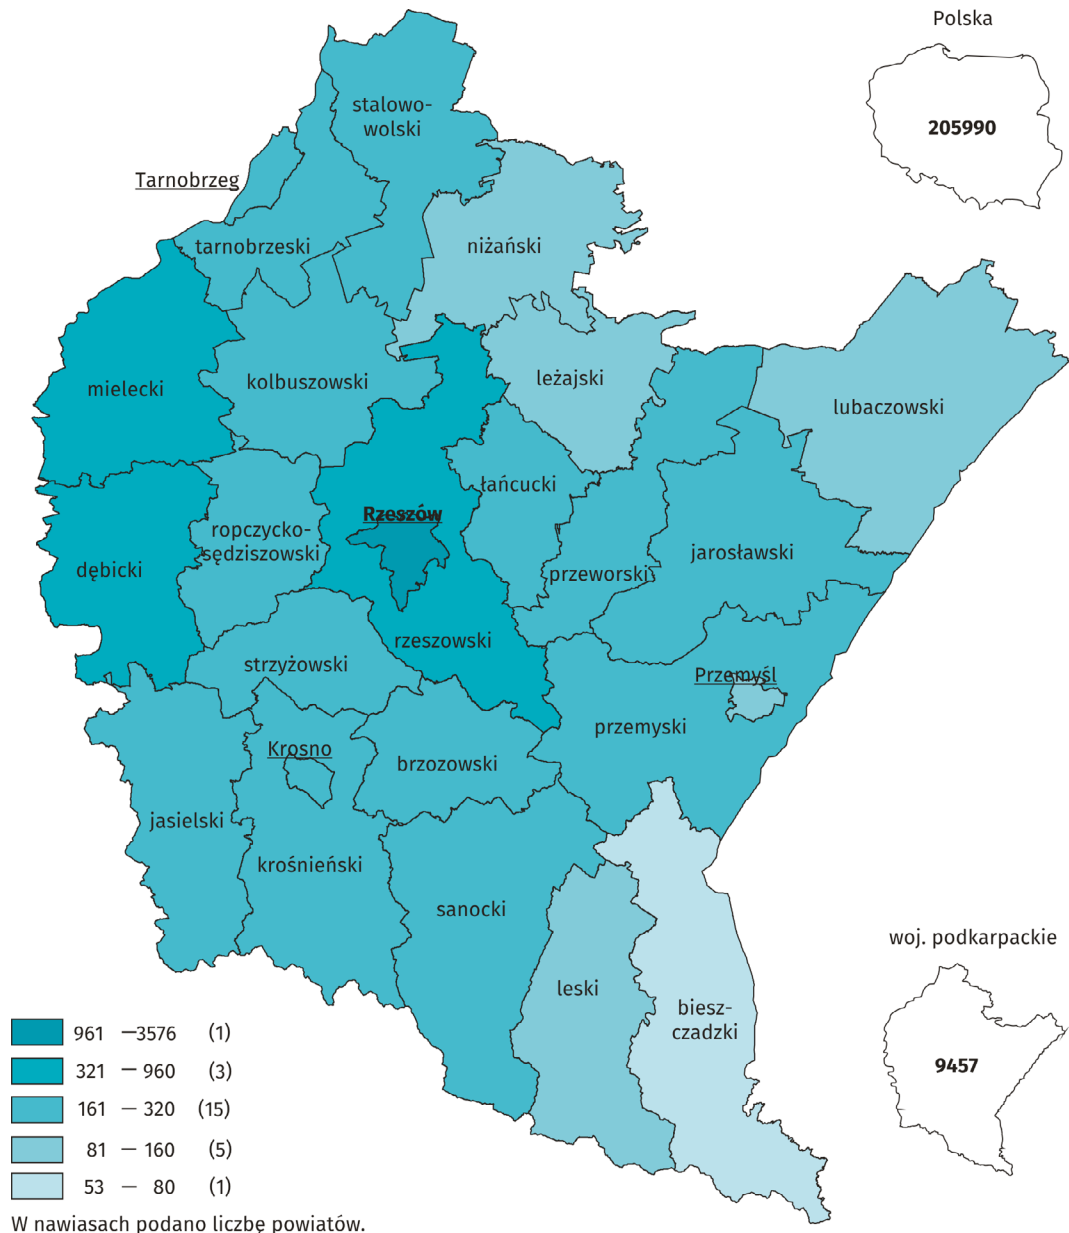 Polska
205990
stalowo-
wolski
Tarnobrzeg
tarnobrzeski
niżański
mielecki
kolbuszowski
leżajski
lubaczowski
łańcucki
Rzeszów
ropczycko-
sędziszowski
jarosławski
dębicki
przeworski
rzeszowski
strzyżowski
Przemyśl
przemyski
Krosno
brzozowski
jasielski
krośnieński
sanocki
woj. podkarpackie
9457
leski
biesz-
czadzki
961 –3576 (1)
321 – 960 (3)
161 – 320 (15)
81 – 160 (5)
53 – 80 (1)
W nawiasach podano liczbę powiatów.